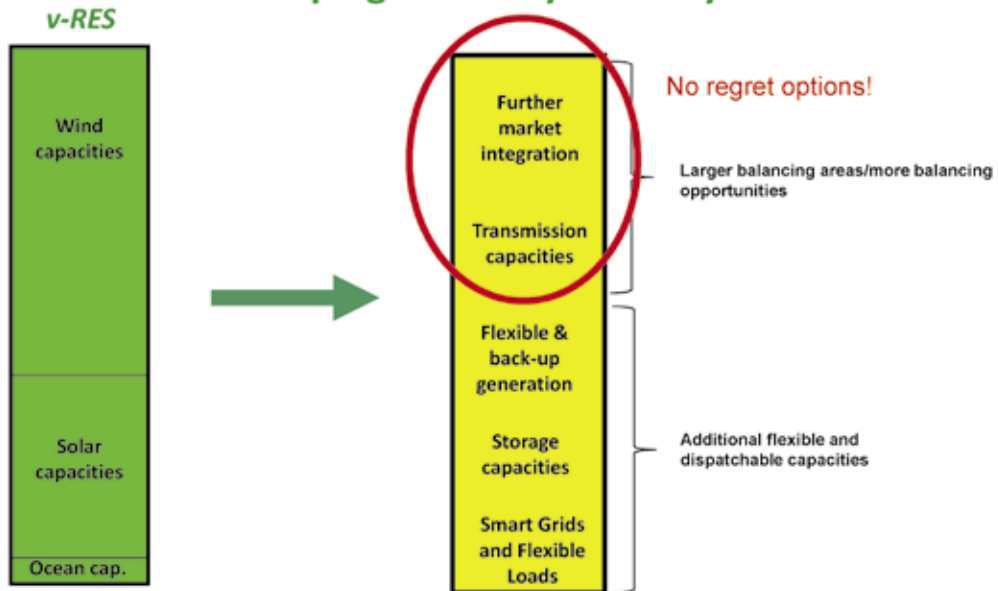 v-RES
Wind
capacities
Solar
capacities
Ocean cap.
Further
market
integration
Transmission
capacities
Flexible &
back-up
generation
Storage
capacities
Smart Grids
and Flexible
Loads
No regret options!
Larger balancing areas/more balancing
opportunities
Additional flexible and
dispatchable capacities